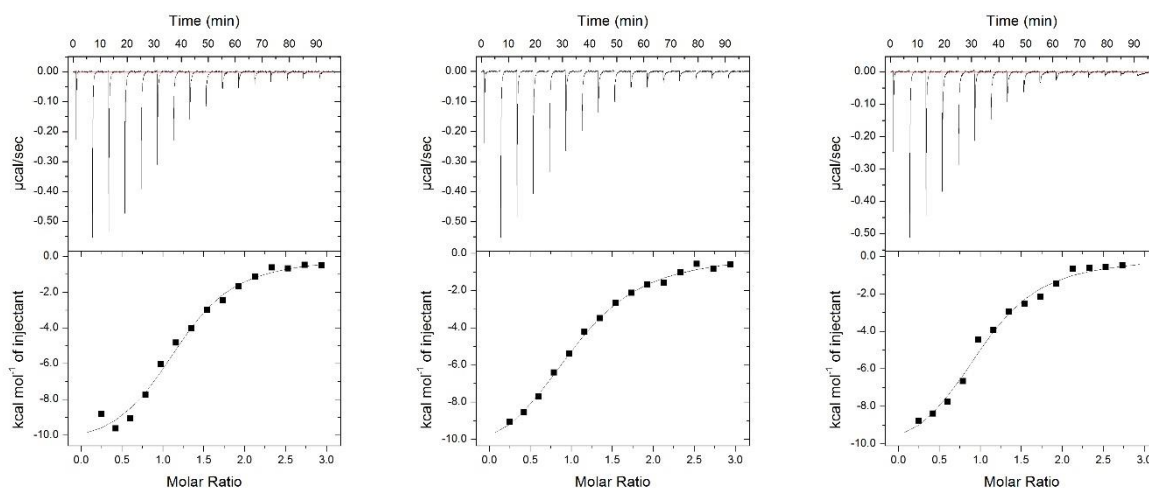 Time (min)
0 10 20 30 40 50 60 70 80 90
0.00
-0.10
-0.20
-0.30
-0.40
-0.50
µcal/sec
0.0
-2.0
-4.0
-6.0
-8.0
-10.0
kcal mol⁻¹ of injectant
0.0 0.5 1.0 1.5 2.0 2.5 3.0
Molar Ratio
Time (min)
0 10 20 30 40 50 60 70 80 90
0.00
-0.10
-0.20
-0.30
-0.40
-0.50
µcal/sec
0.0
-2.0
-4.0
-6.0
-8.0
-10.0
kcal mol⁻¹ of injectant
0.0 0.5 1.0 1.5 2.0 2.5 3.0
Molar Ratio
Time (min)
0 10 20 30 40 50 60 70 80 90
0.00
-0.10
-0.20
-0.30
-0.40
-0.50
µcal/sec
0.0
-2.0
-4.0
-6.0
-8.0
-10.0
kcal mol⁻¹ of injectant
0.0 0.5 1.0 1.5 2.0 2.5 3.0
Molar Ratio